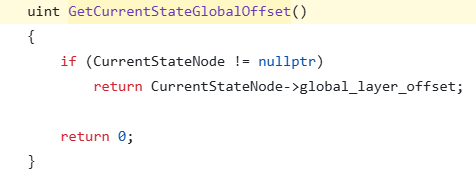 uint GetCurrentStateGlobalOffset()
{
    if (CurrentStateNode != nullptr)
        return CurrentStateNode->global_layer_offset;

    return 0;
}